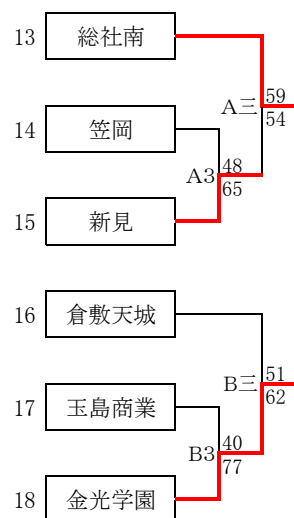 13 総社南
A三 59
54
14 笠岡
A3 48
65
15 新見
16 倉敷天城
B三 51
62
17 玉島商業
B3 40
77
18 金光学園